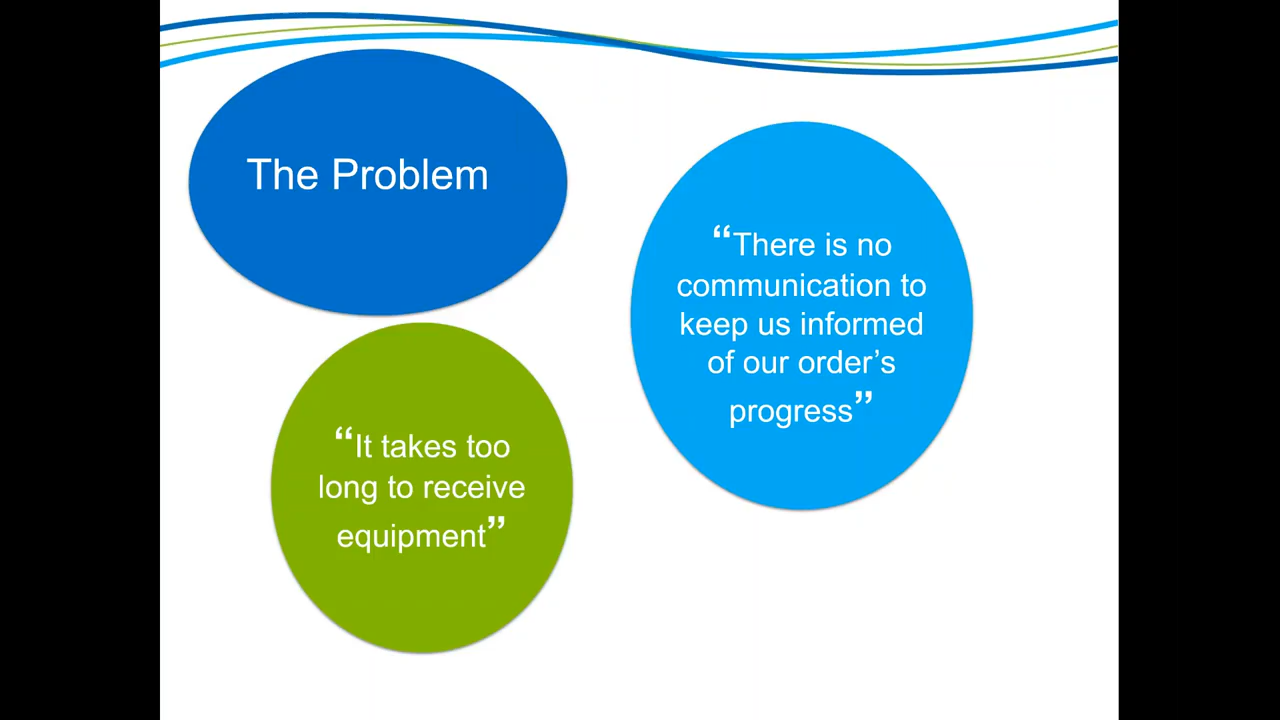 The Problem
“There is no
communication to
keep us informed
of our order’s
progress”
“It takes too
long to receive
equipment”